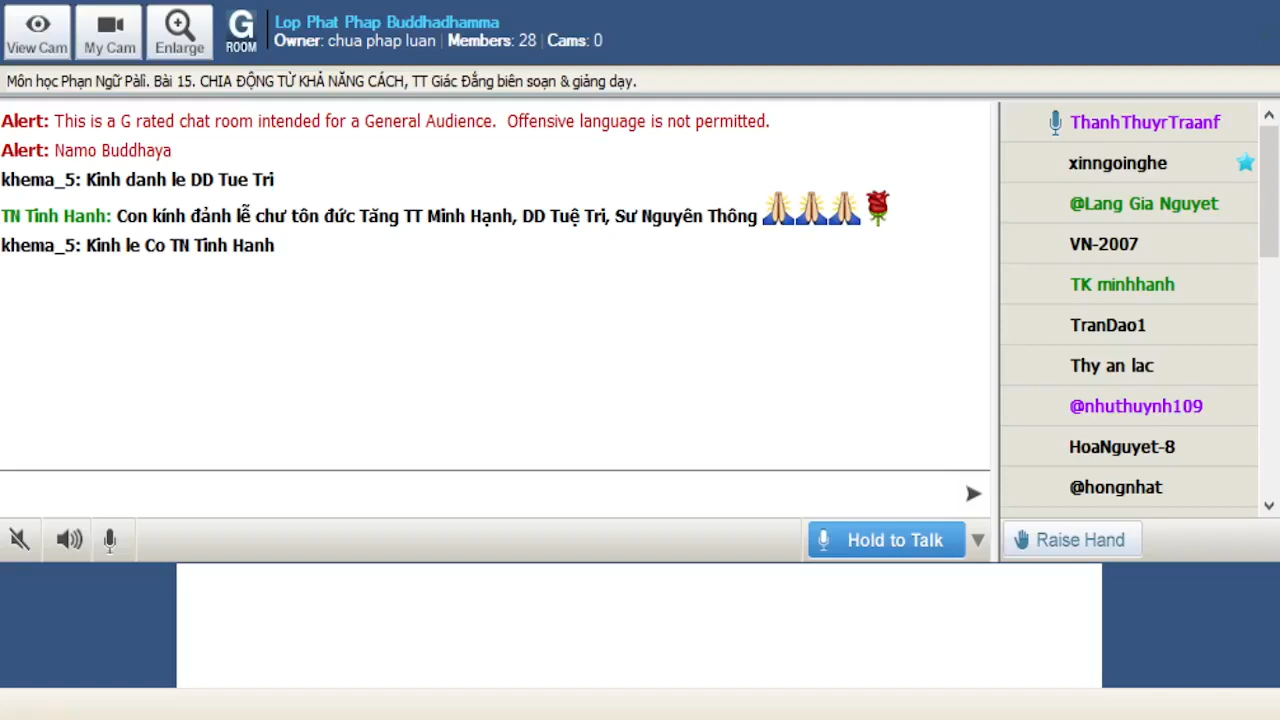 View Cam
My Cam
Enlarge
G
ROOM
Lop Phat Phap Buddhadhamma
Owner: chua phap luan | Members: 28 | Cams: 0
Môn học Phạn Ngữ Pàlì. Bài 15. CHIA ĐỘNG TỪ KHẢ NĂNG CÁCH, TT Giác Đẳng biên soạn & giảng dạy.
Alert: This is a G rated chat room intended for a General Audience. Offensive language is not permitted.
Alert: Namo Buddhaya
khema_5: Kinh danh le DD Tue Tri
TN Tinh Hanh: Con kính đảnh lễ chư tôn đức Tăng TT Minh Hạnh, DD Tuệ Tri, Sư Nguyên Thông
khema_5: Kinh le Co TN Tinh Hanh
ThanhThuyrTraanf
xinngoinghe
@Lang Gia Nguyet
VN-2007
TK minhhanh
TranDao1
Thy an lac
@nhuthuynh109
HoaNguyet-8
@hongnhat
Hold to Talk
Raise Hand